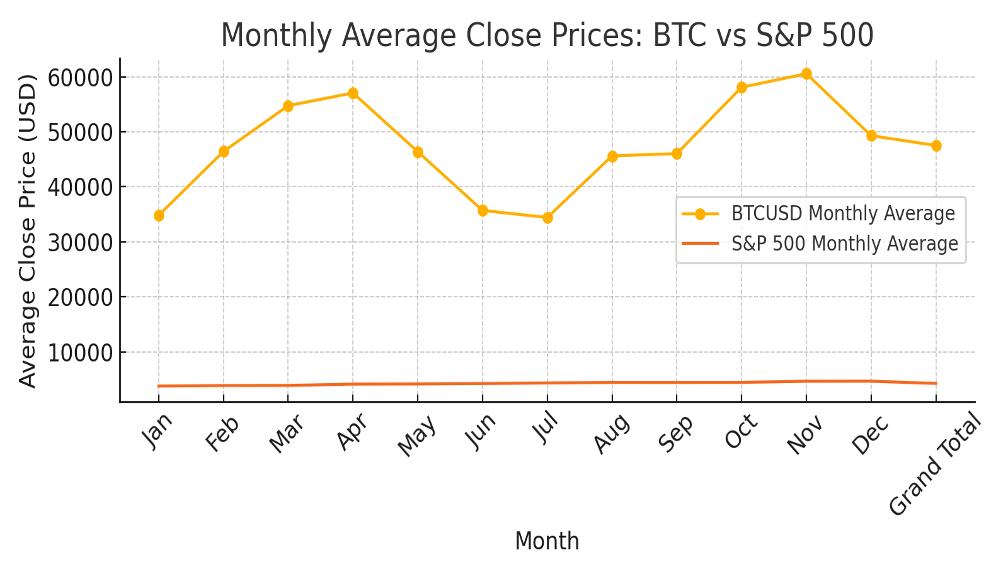 Monthly Average Close Prices: BTC vs S&P 500
Average Close Price (USD)
60000
50000
40000
30000
20000
10000
BTCUSD Monthly Average
S&P 500 Monthly Average
Jan
Feb
Mar
Apr
May
Jun
Jul
Aug
Sep
Oct
Nov
Dec
Grand Total
Month